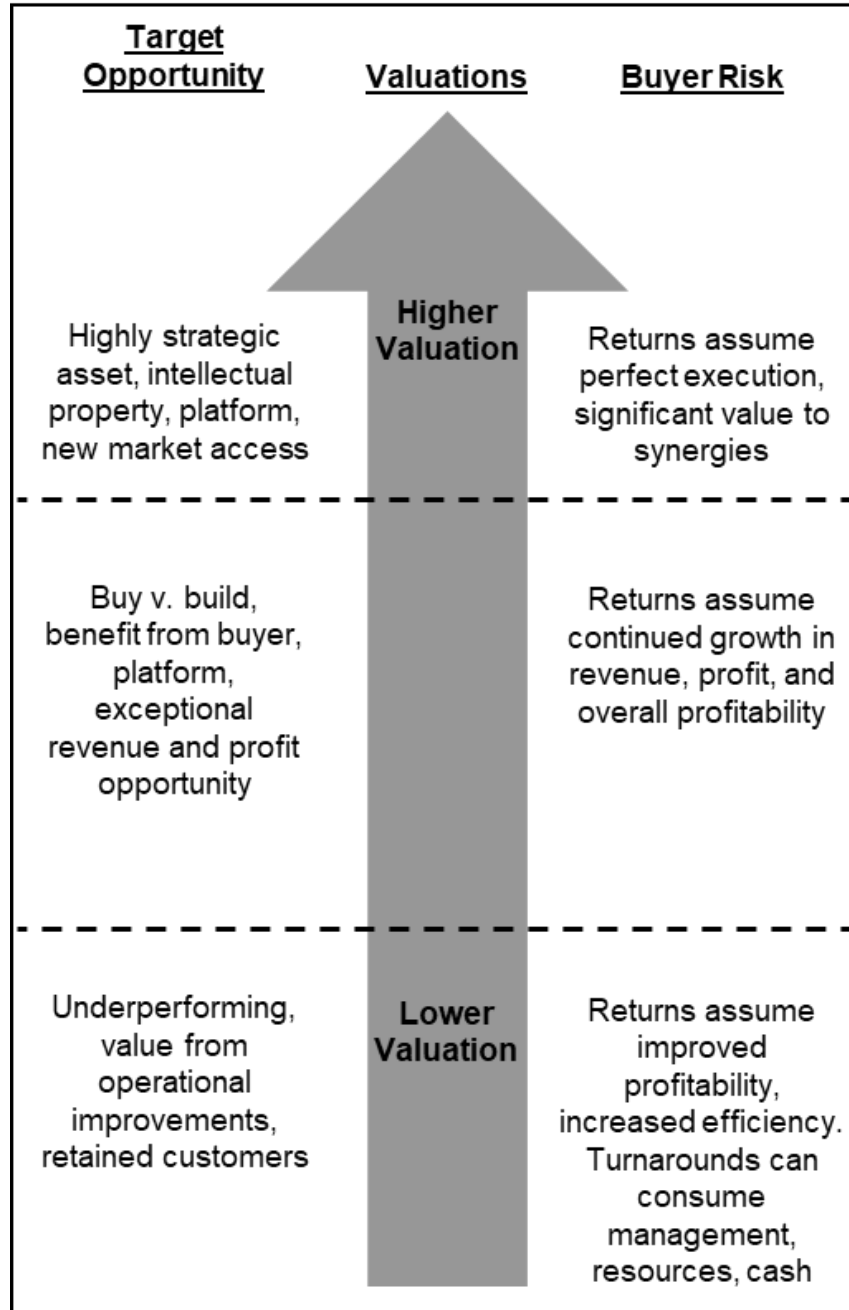 Target
Opportunity
Valuations
Buyer Risk
Higher
Valuation
Highly strategic
asset, intellectual
property, platform,
new market access
Returns assume
perfect execution,
significant value to
synergies
Buy v. build,
benefit from buyer,
platform,
exceptional
revenue and profit
opportunity
Returns assume
continued growth in
revenue, profit, and
overall profitability
Underperforming,
value from
operational
improvements,
retained customers
Lower
Valuation
Returns assume
improved
profitability,
increased efficiency.
Turnarounds can
consume
management,
resources, cash